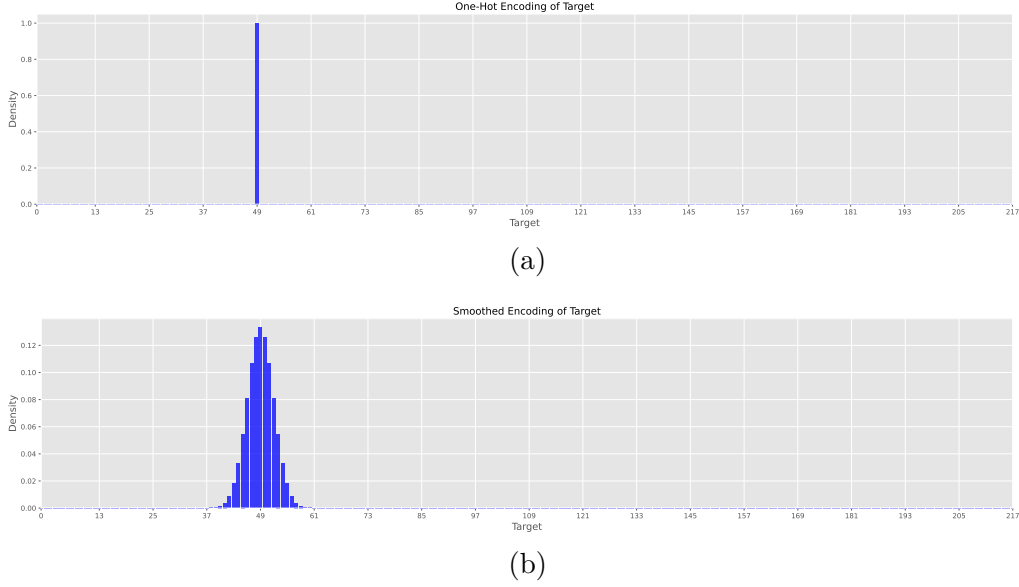 One-Hot Encoding of Target
1.0
0.8
0.6
0.4
0.2
0.0
Density
0 13 25 37 49 61 73 85 97 109 121 133 145 157 169 181 193 205 217
Target
(a)
Smoothed Encoding of Target
0.12
0.10
0.08
0.06
0.04
0.02
0.00
Density
0 13 25 37 49 61 73 85 97 109 121 133 145 157 169 181 193 205 217
Target
(b)